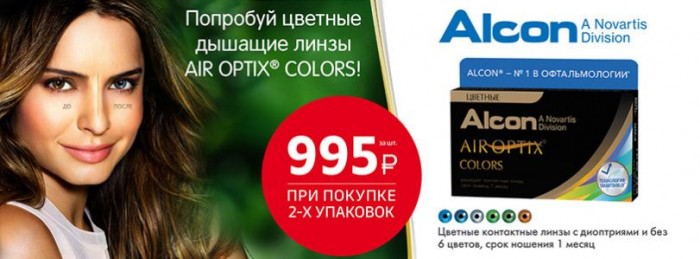 Попробуй цветные
дышащие линзы
AIR OPTIX® COLORS!
до после
995₽
за шт.
ПРИ ПОКУПКЕ
2-Х УПАКОВОК
Alcon
A Novartis
Division
ALCON® – №1 В ОФТАЛЬМОЛОГИИ*
ЦВЕТНЫЕ
Alcon
A Novartis
Division
AIR OPTIX®
COLORS
ТЕХНОЛОГИЯ
Цветные контактные линзы с диоптриями и без
6 цветов, срок ношения 1 месяц